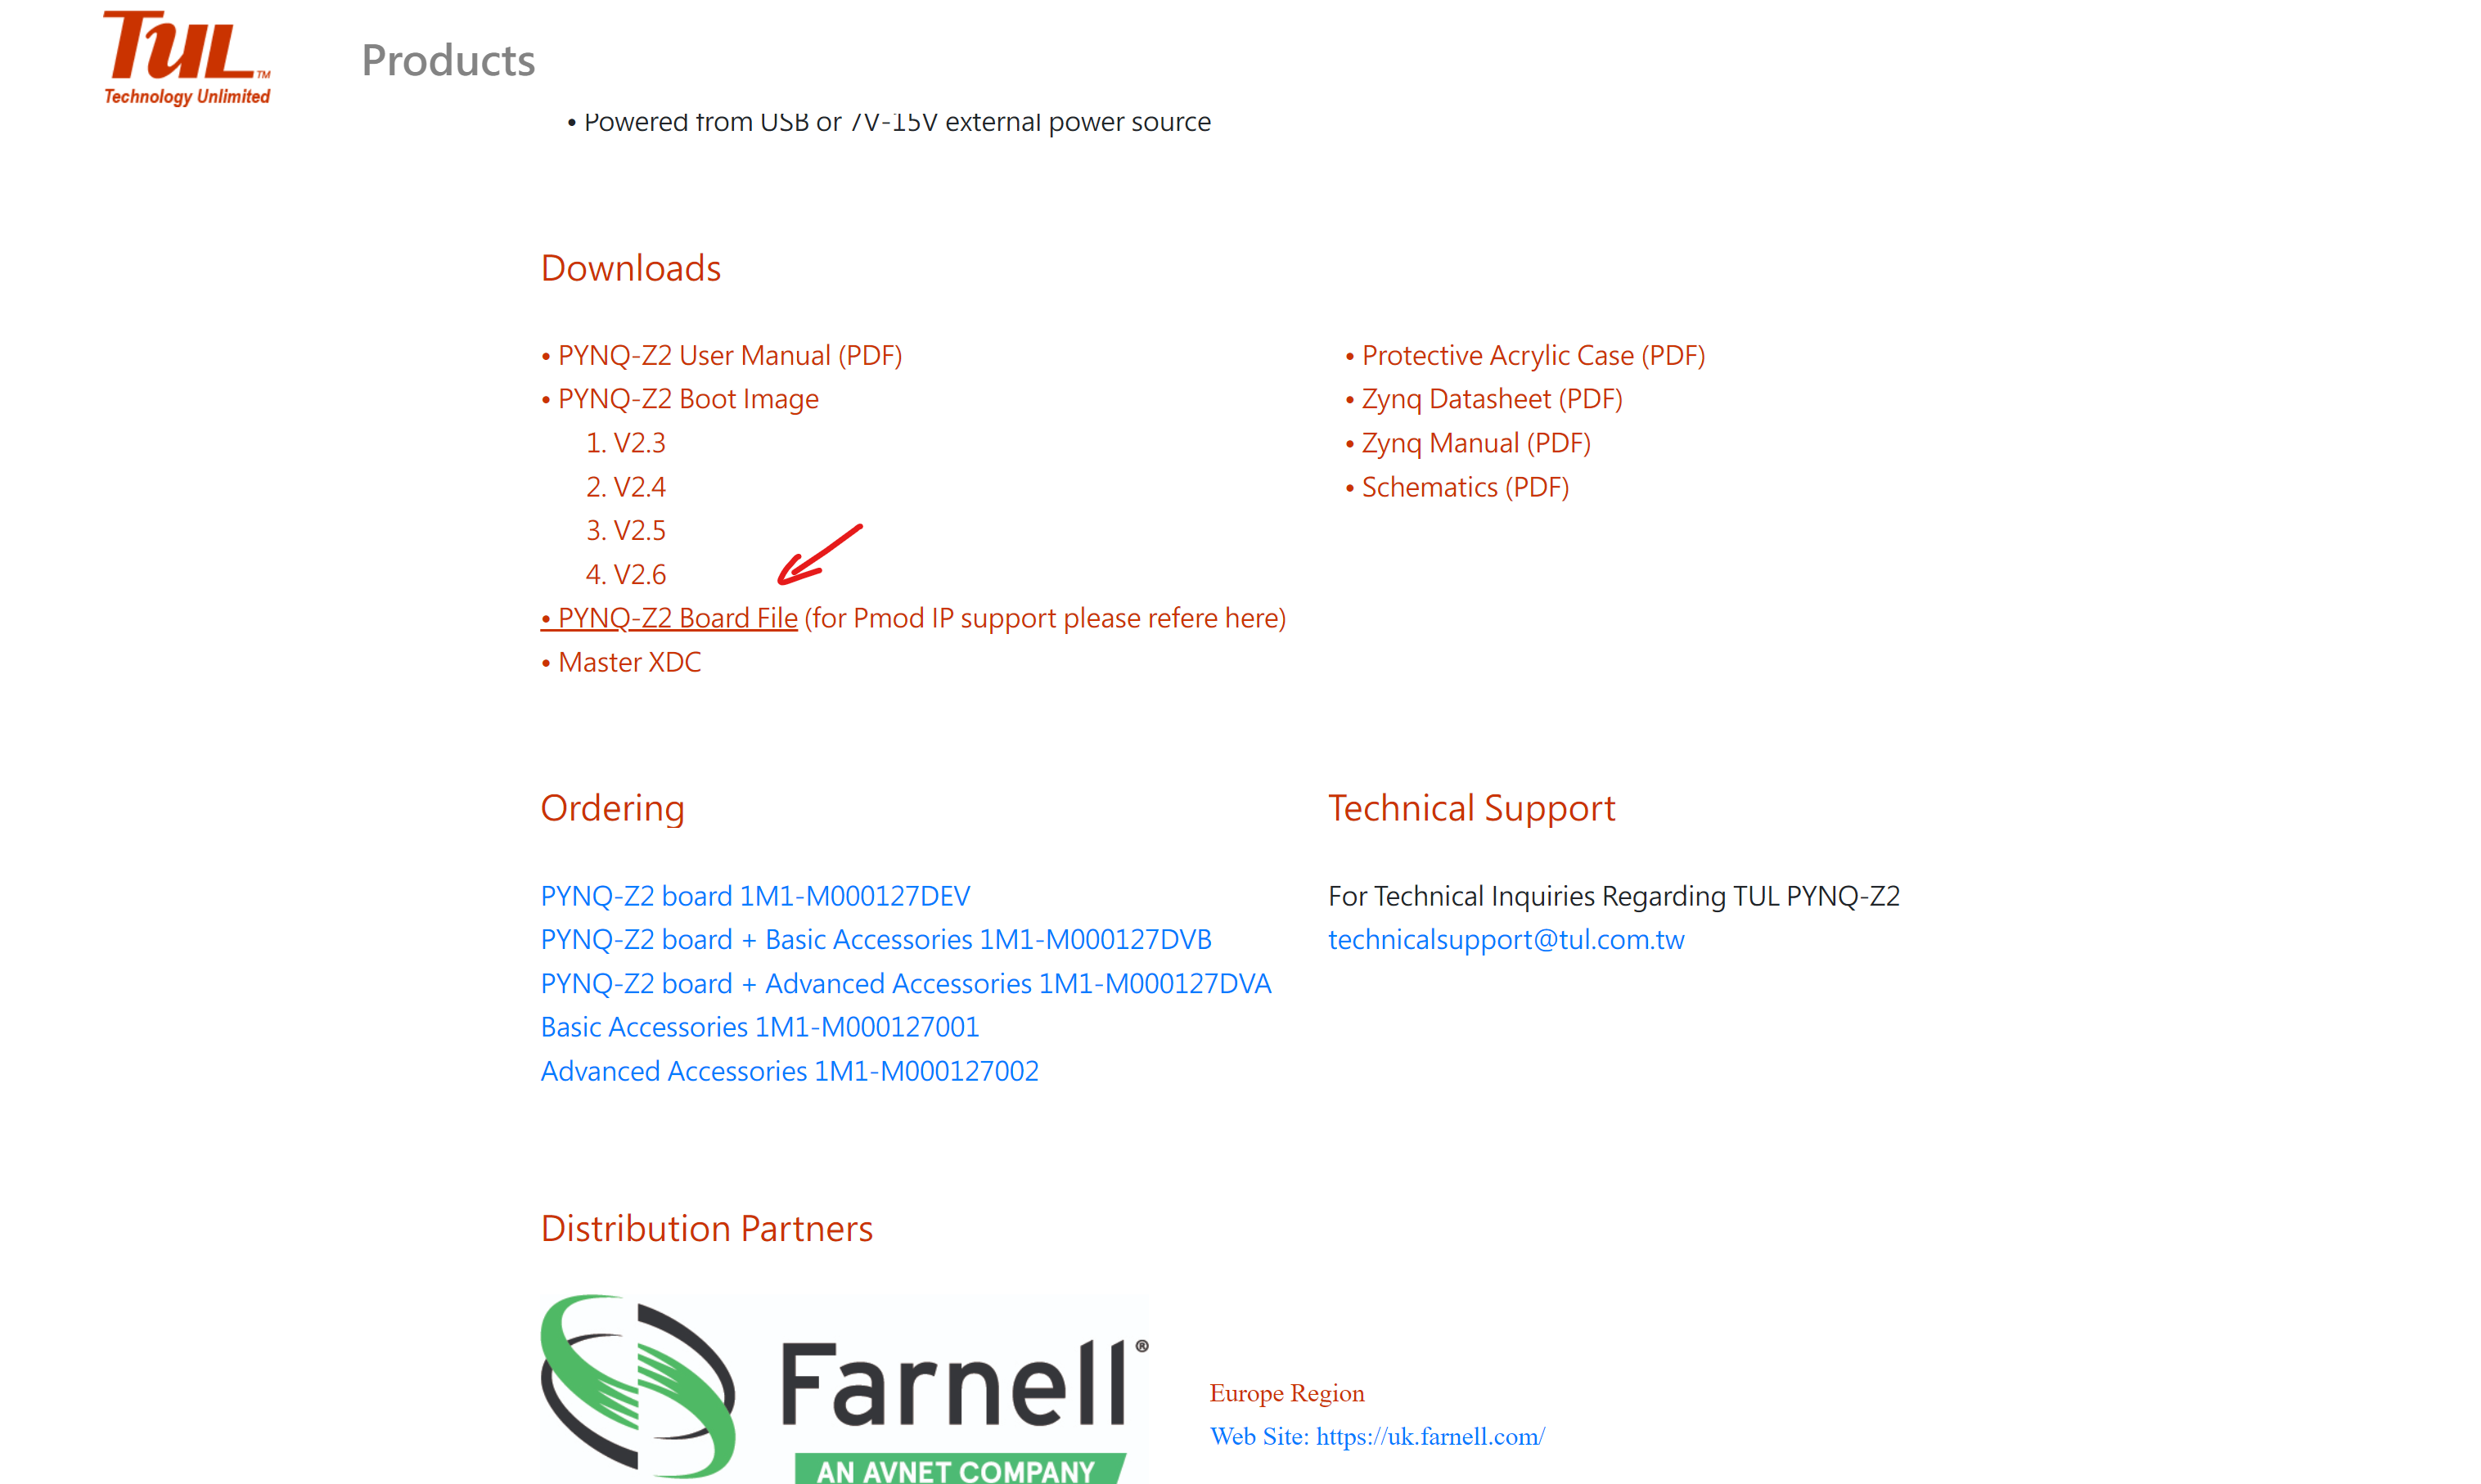 TUL™
Technology Unlimited
Products
• Powered from USB or 7V-15V external power source
Downloads
• PYNQ-Z2 User Manual (PDF)
• PYNQ-Z2 Boot Image
1. V2.3
2. V2.4
3. V2.5
4. V2.6
• PYNQ-Z2 Board File (for Pmod IP support please refere here)
• Master XDC
• Protective Acrylic Case (PDF)
• Zynq Datasheet (PDF)
• Zynq Manual (PDF)
• Schematics (PDF)
Ordering
PYNQ-Z2 board 1M1-M000127DEV
PYNQ-Z2 board + Basic Accessories 1M1-M000127DVB
PYNQ-Z2 board + Advanced Accessories 1M1-M000127DVA
Basic Accessories 1M1-M000127001
Advanced Accessories 1M1-M000127002
Technical Support
For Technical Inquiries Regarding TUL PYNQ-Z2
technicalsupport@tul.com.tw
Distribution Partners
Farnell®
AN AVNET COMPANY
Europe Region
Web Site: https://uk.farnell.com/